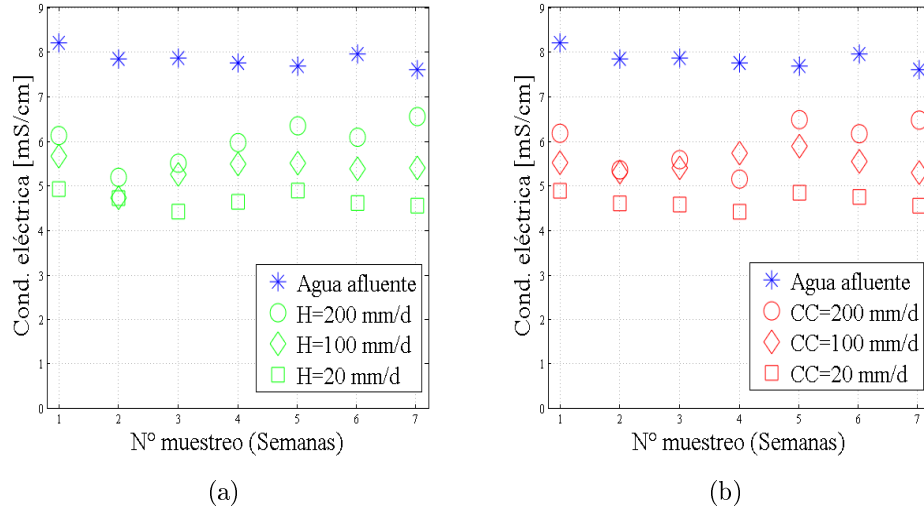 Cond. eléctrica [mS/cm]
9
8
7
6
5
4
3
2
1
0
Agua afluente
H=200 mm/d
H=100 mm/d
H=20 mm/d
1 2 3 4 5 6 7
N° muestreo (Semanas)
(a)
Cond. eléctrica [mS/cm]
9
8
7
6
5
4
3
2
1
0
Agua afluente
CC=200 mm/d
CC=100 mm/d
CC=20 mm/d
1 2 3 4 5 6 7
N° muestreo (Semanas)
(b)